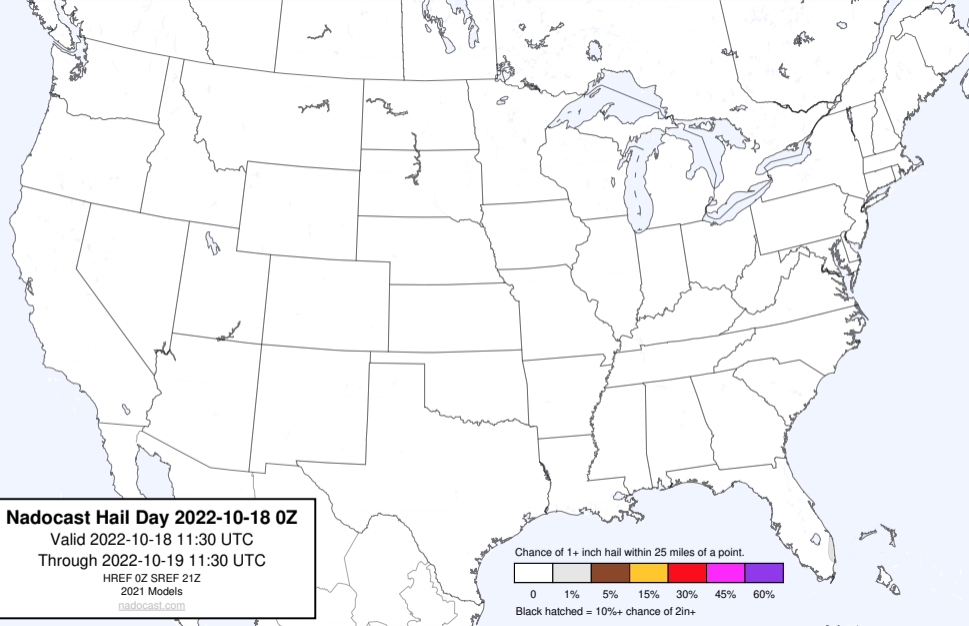 Nadocast Hail Day 2022-10-18 0Z
Valid 2022-10-18 11:30 UTC
Through 2022-10-19 11:30 UTC
HREF 0Z SREF 21Z
2021 Models
nadocast.com
Chance of 1+ inch hail within 25 miles of a point.
0 1% 5% 15% 30% 45% 60%
Black hatched = 10%+ chance of 2in+